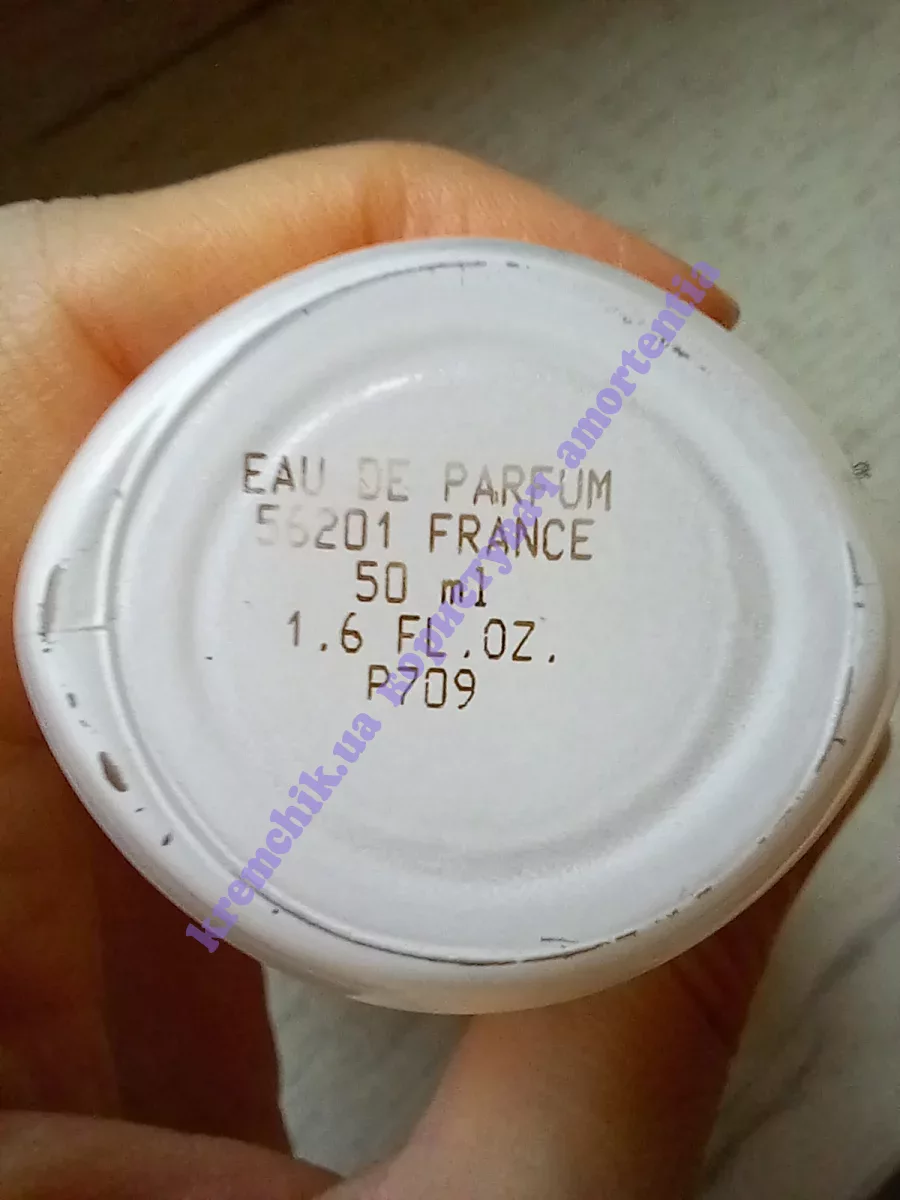 EAU DE PARFUM
56201 FRANCE
50 ml
1.6 FL.OZ.
P709
kremchik.ua користувач amortentia